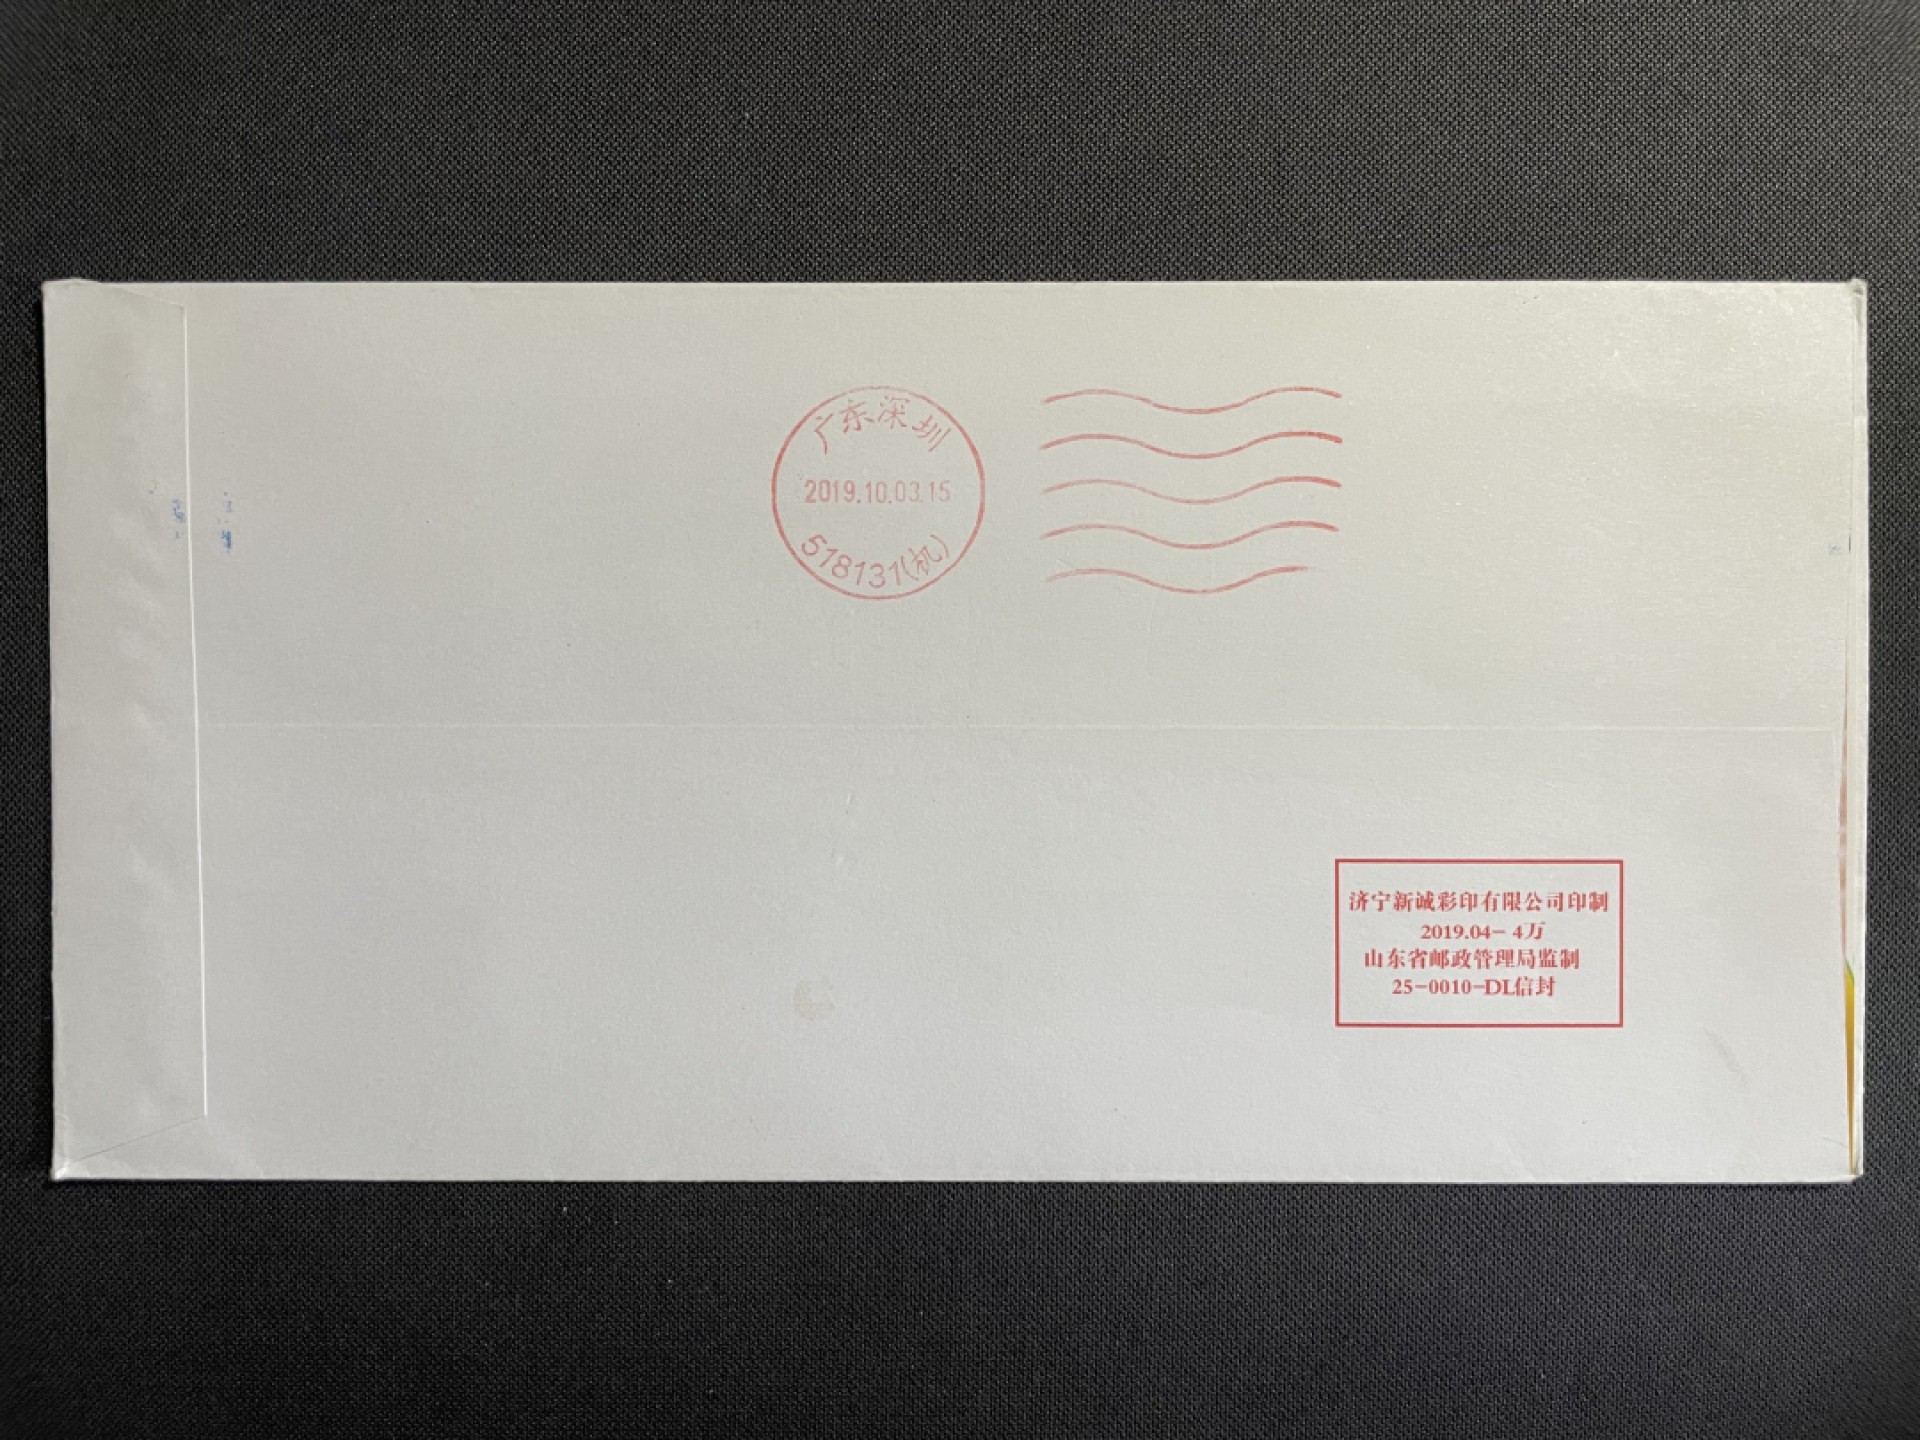 广东深圳
2019.10.03.15
518131(机)
济宁新诚彩印有限公司印制
2019.04-4万
山东省邮政管理局监制
25-0010-DL信封